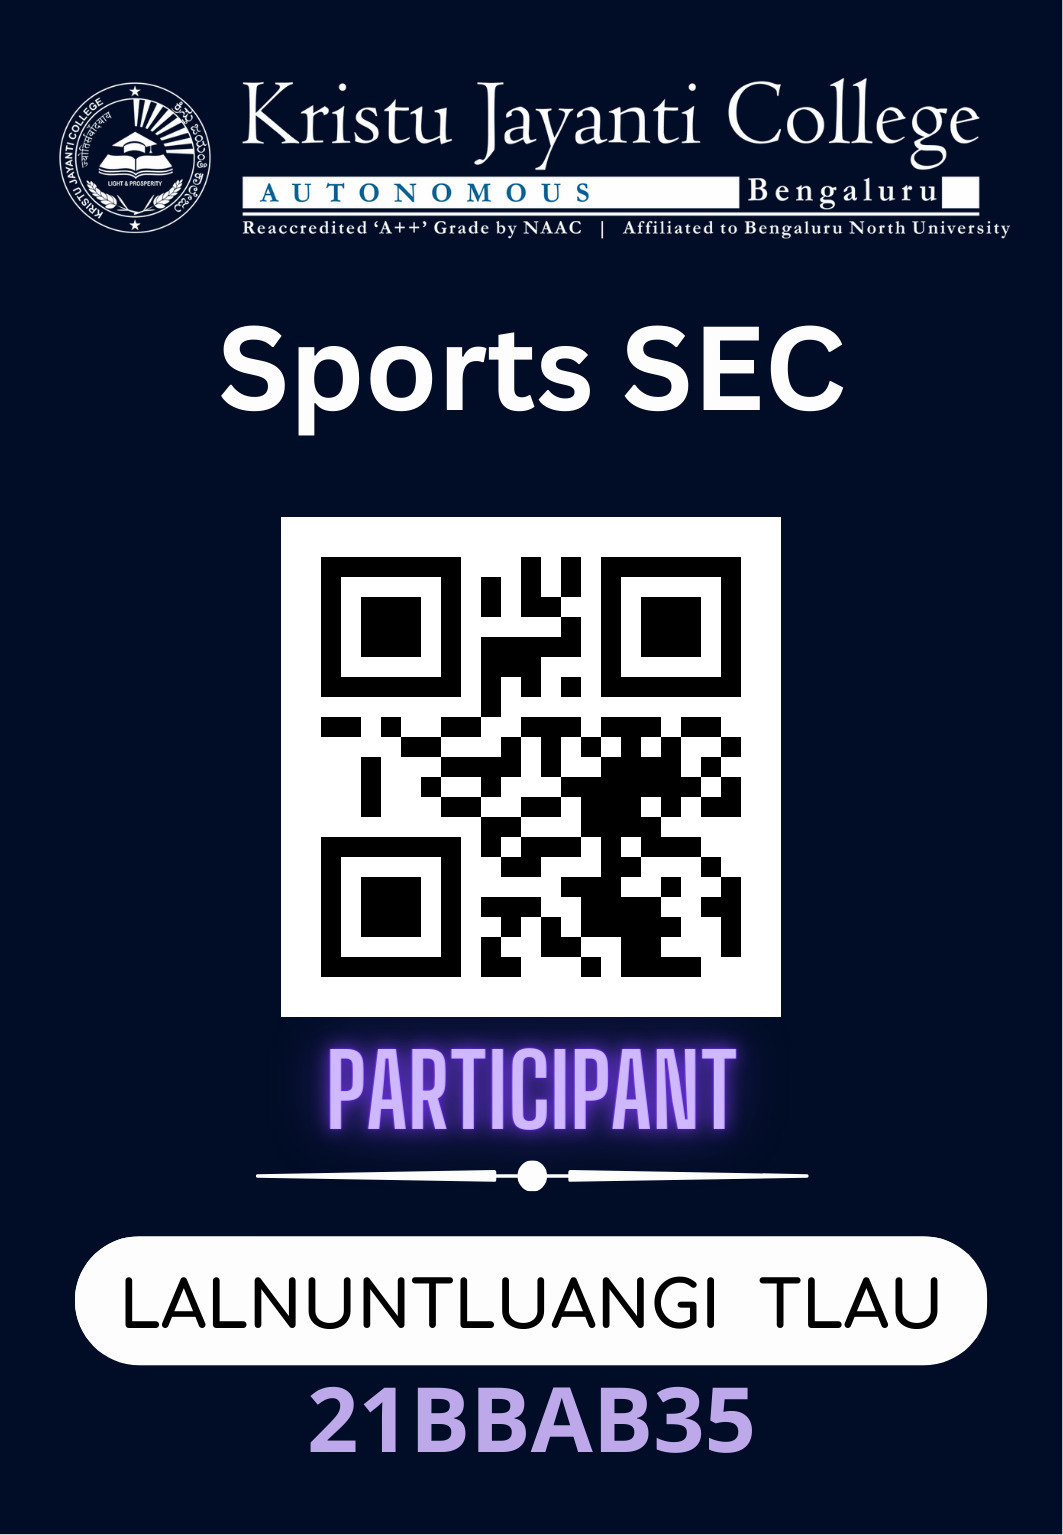 Kristu Jayanti College
AUTONOMOUS Bengaluru
Reaccredited ‘A++’ Grade by NAAC | Affiliated to Bengaluru North University
KRISTU JAYANTI COLLEGE
LIGHT & PROSPERITY
Sports SEC
PARTICIPANT
LALNUNTLUANGI TLAU
21BBAB35